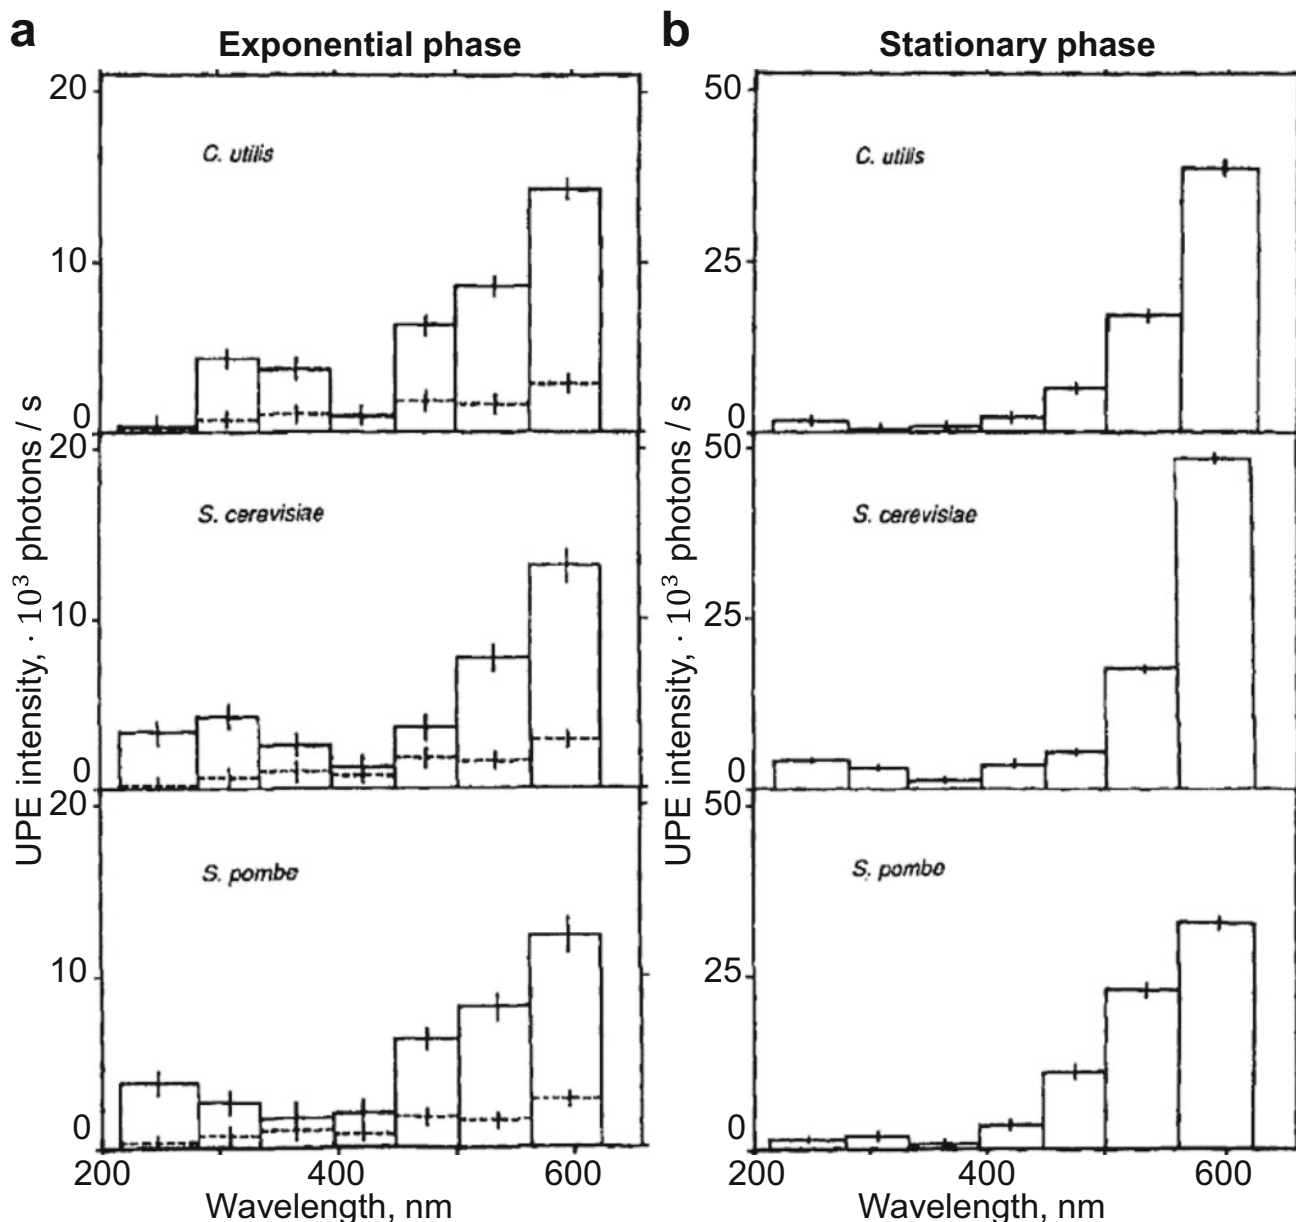 a
Exponential phase
20
C. utilis
10
0
20
S. cerevisiae
10
0
20
S. pombe
10
0
200
400
600
Wavelength, nm
UPE intensity, · 10³ photons / s
b
Stationary phase
50
C. utilis
25
0
50
S. cerevisiae
25
0
50
S. pombe
25
0
200
400
600
Wavelength, nm
UPE intensity, · 10³ photons / s